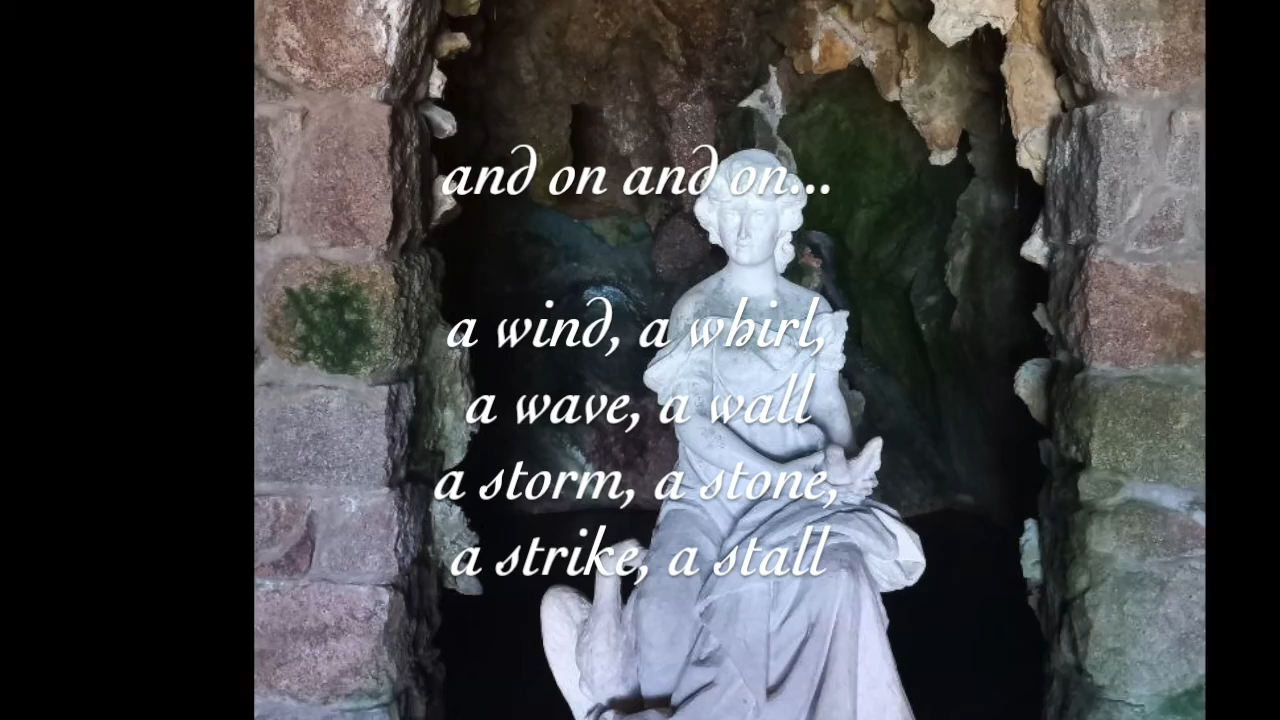 and on and on...
a wind, a whirl,
a wave, a wall
a storm, a stone,
a strike, a stall